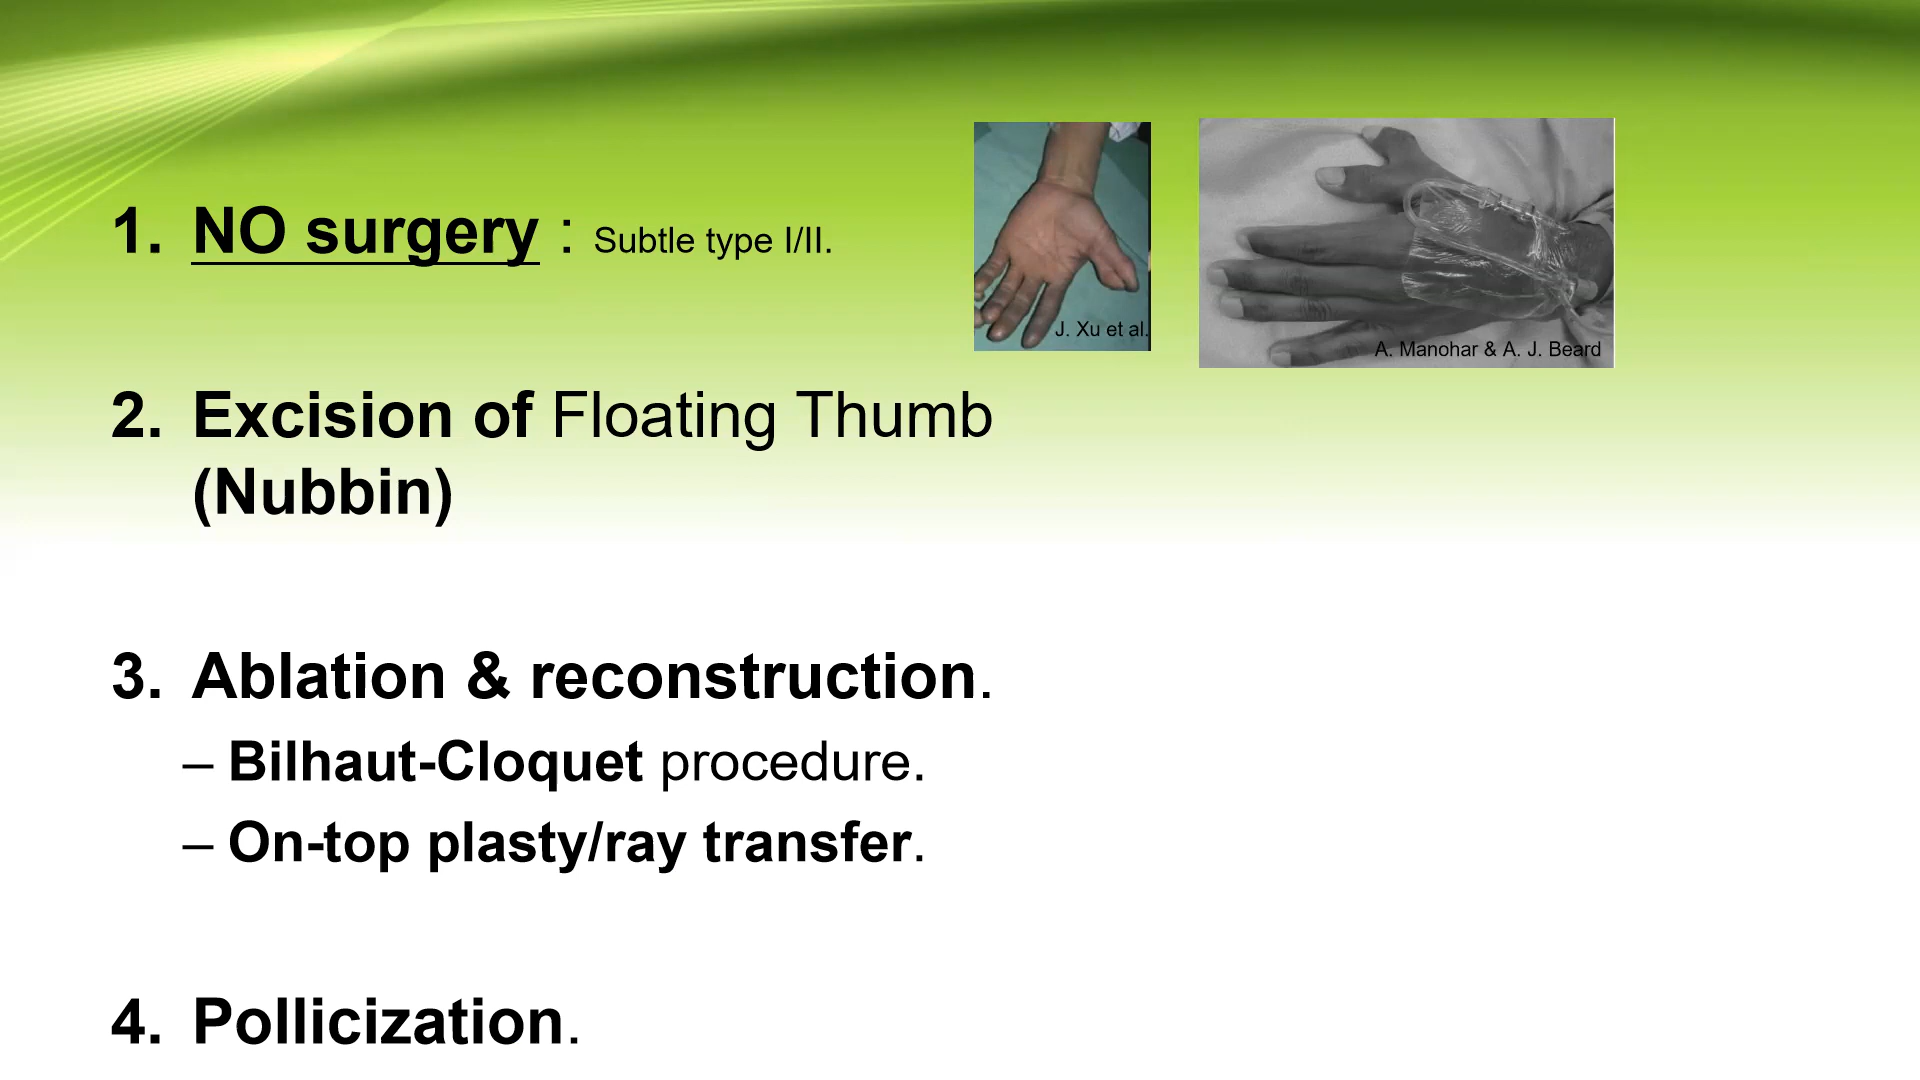 1. NO surgery : Subtle type I/II.
J. Xu et al.
A. Manohar & A. J. Beard
2. Excision of Floating Thumb
(Nubbin)
3. Ablation & reconstruction.
– Bilhaut-Cloquet procedure.
– On-top plasty/ray transfer.
4. Pollicization.